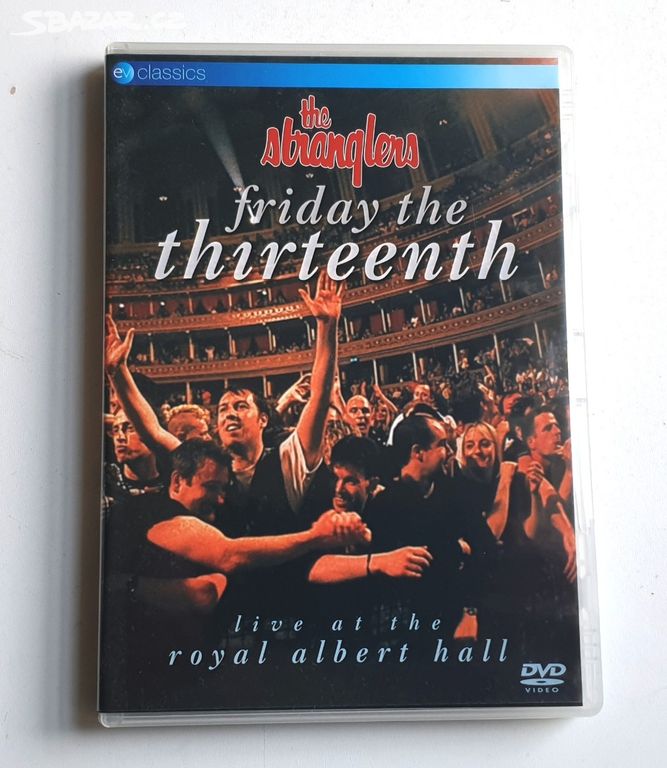 SBAZAR.CZ
ev classics
the
stranglers
friday the
thirteenth
live at the
royal albert hall
DVD
VIDEO